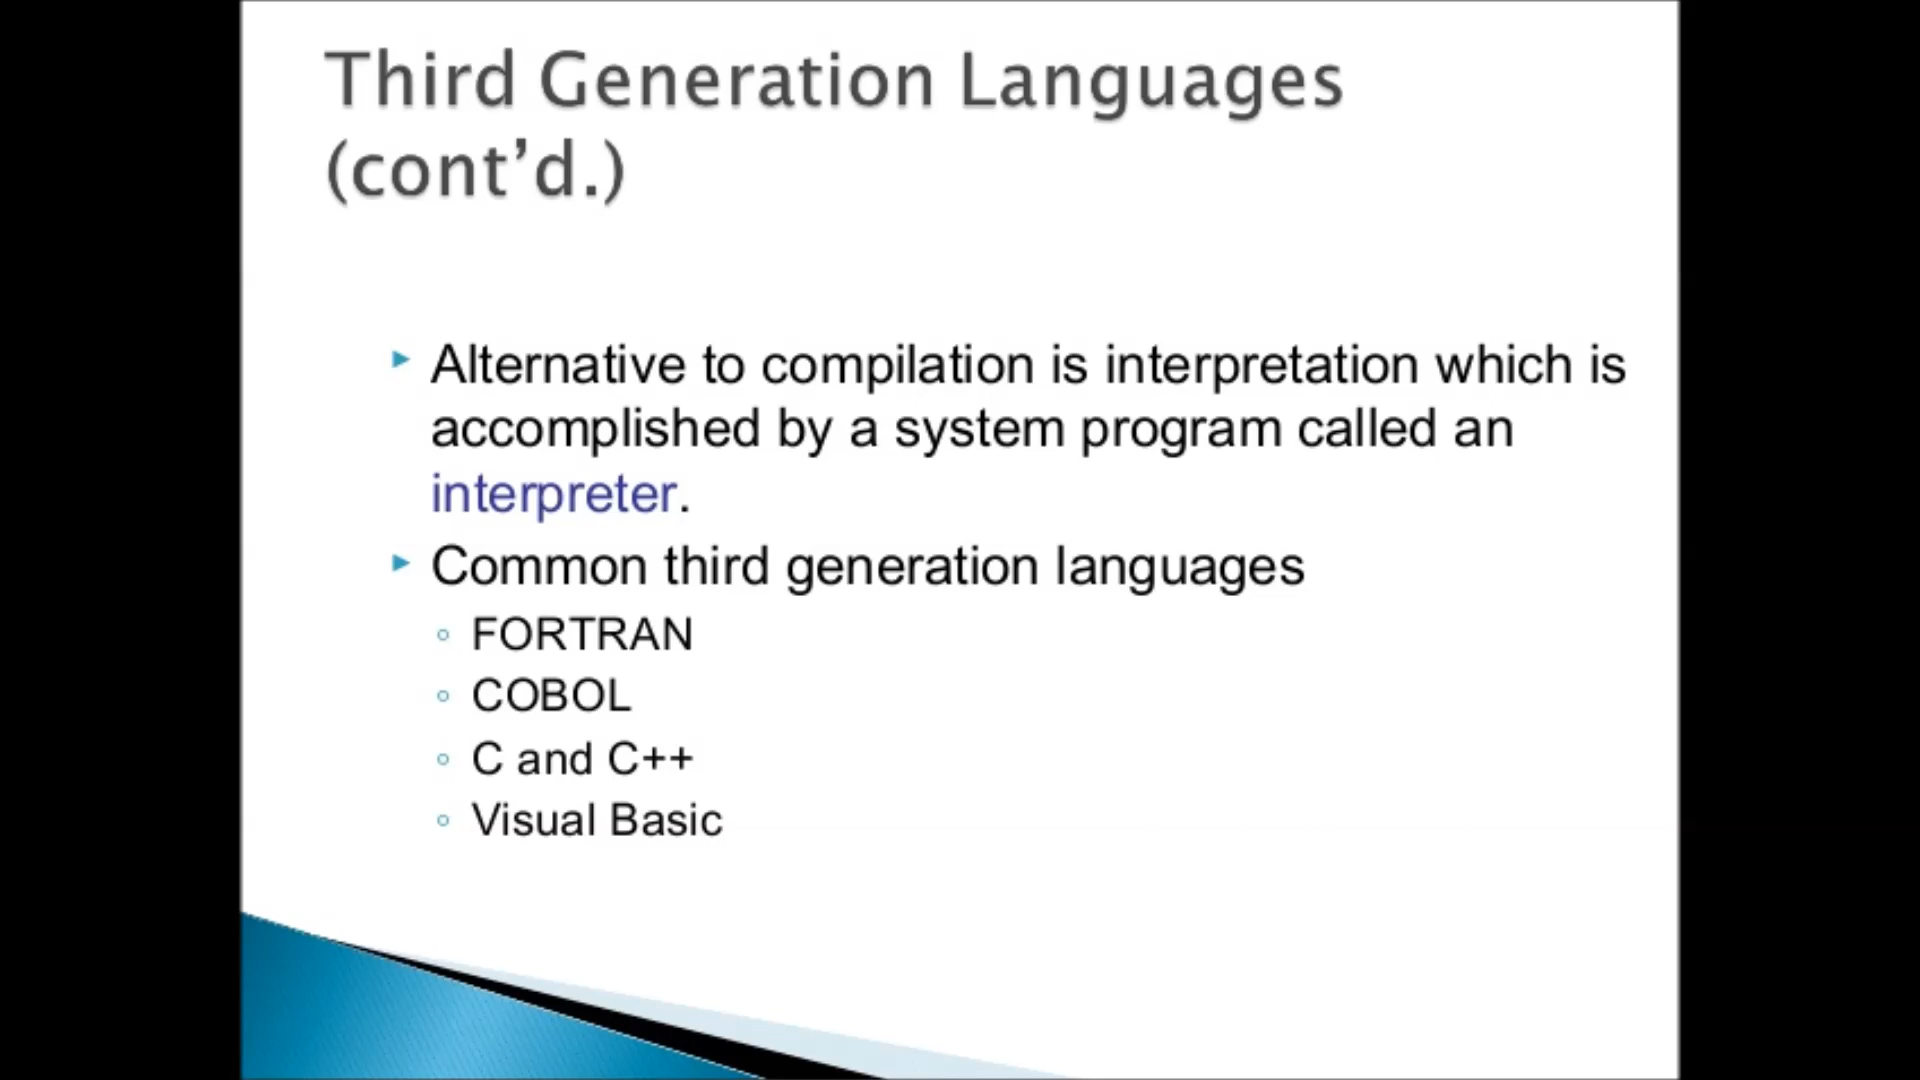 Third Generation Languages
(cont’d.)
Alternative to compilation is interpretation which is
accomplished by a system program called an
interpreter.
Common third generation languages
FORTRAN
COBOL
C and C++
Visual Basic